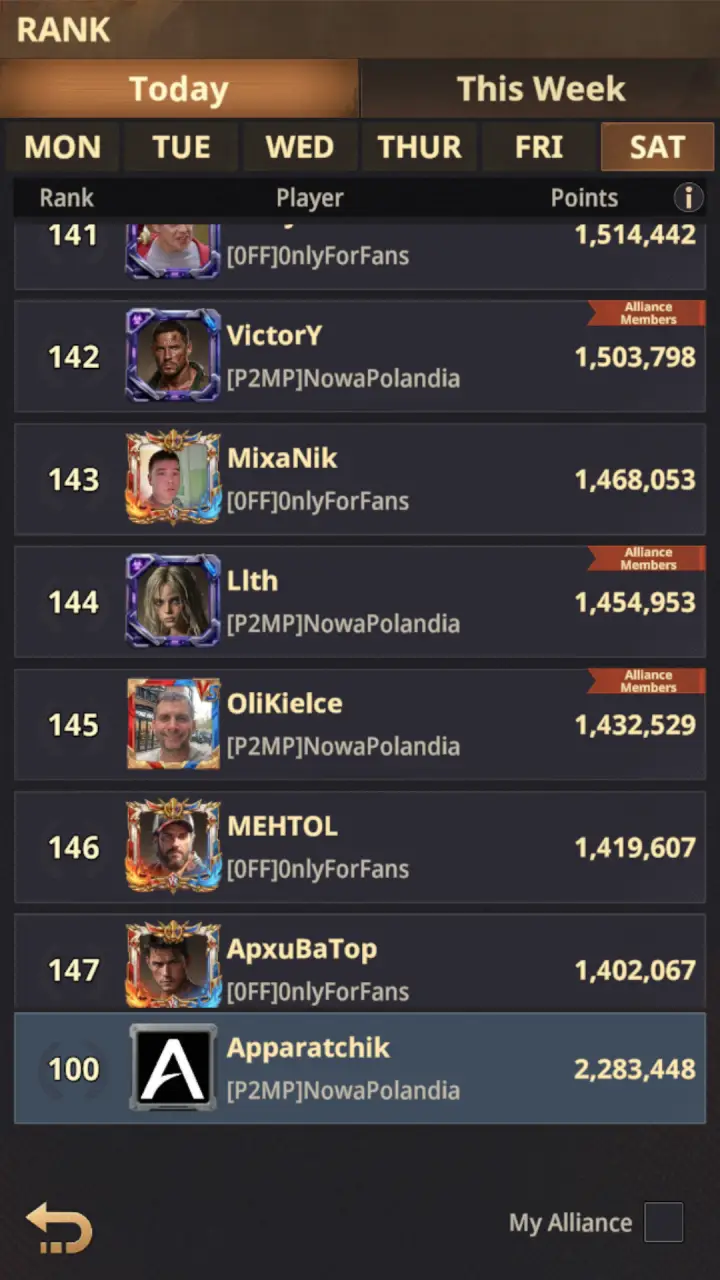 RANK
Today
This Week
MON
TUE
WED
THUR
FRI
SAT
Rank
Player
Points
141
[0FF]0nlyForFans
1,514,442
Alliance
Members
142
VictorY
[P2MP]NowaPolandia
1,503,798
143
MixaNik
[0FF]0nlyForFans
1,468,053
Alliance
Members
144
[P2MP]NowaPolandia
1,454,953
Alliance
Members
145
OliKielce
[P2MP]NowaPolandia
1,432,529
146
MEHTOL
[0FF]0nlyForFans
1,419,607
147
ApxuBaTop
[0FF]0nlyForFans
1,402,067
100
Apparatchik
[P2MP]NowaPolandia
2,283,448
My Alliance